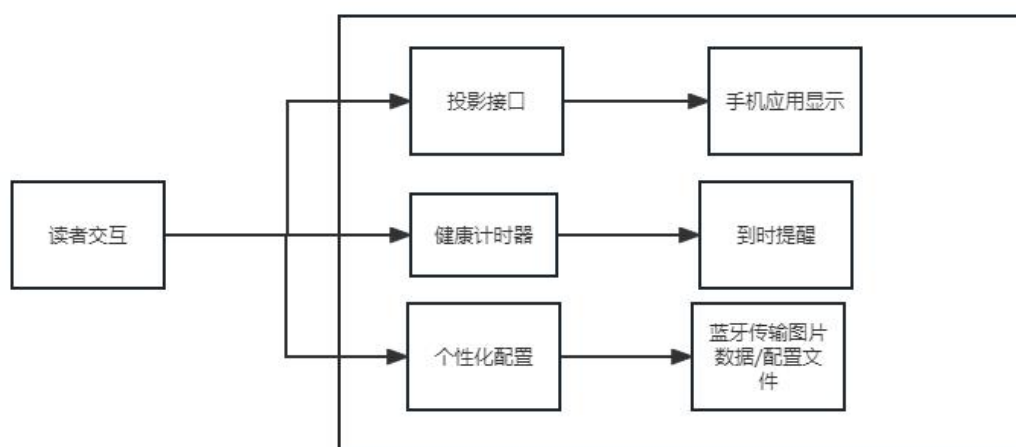 投影接口
手机应用显示
读者交互
健康计时器
到时提醒
个性化配置
蓝牙传输图片
数据/配置文
件